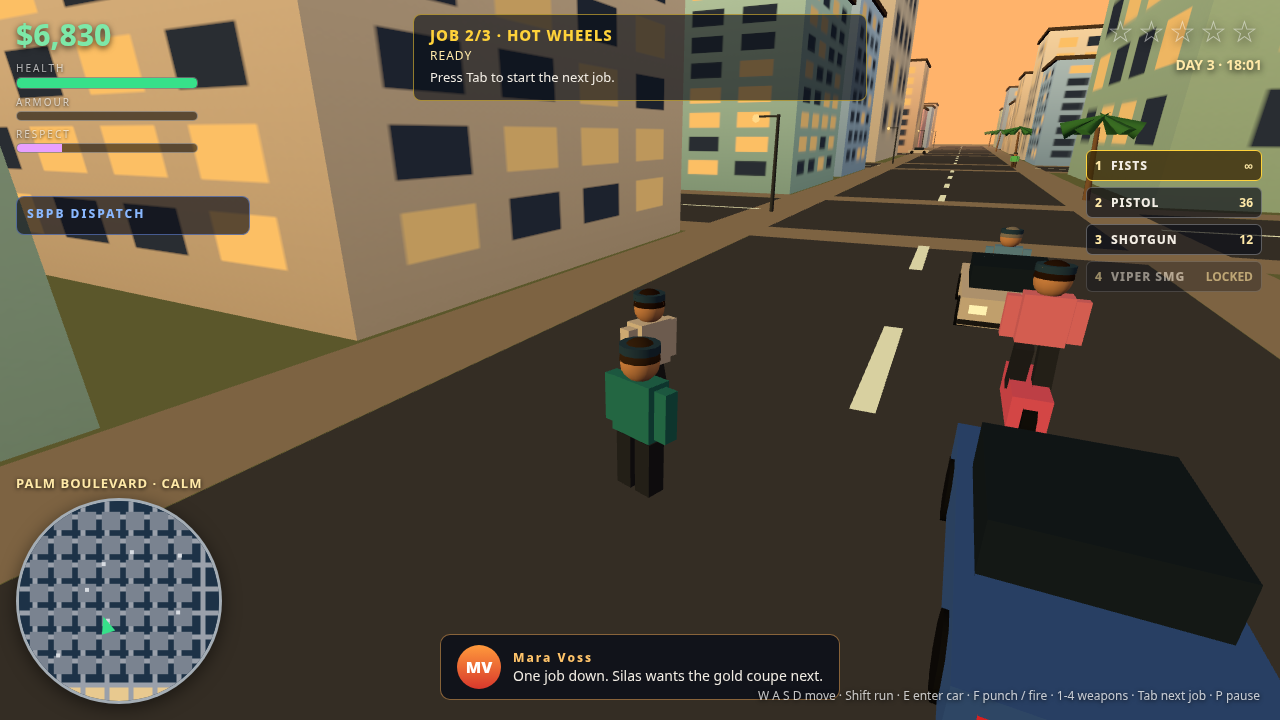 $6,830
HEALTH
ARMOUR
RESPECT
SBPB DISPATCH
JOB 2/3 · HOT WHEELS
READY
Press Tab to start the next job.
☆☆☆☆☆
DAY 3 · 18:01
1 FISTS ∞
2 PISTOL 36
3 SHOTGUN 12
4 VIPER SMG LOCKED
PALM BOULEVARD · CALM
MV
Mara Voss
One job down. Silas wants the gold coupe next.
W A S D move · Shift run · E enter car · F punch / fire · 1-4 weapons · Tab next job · P pause